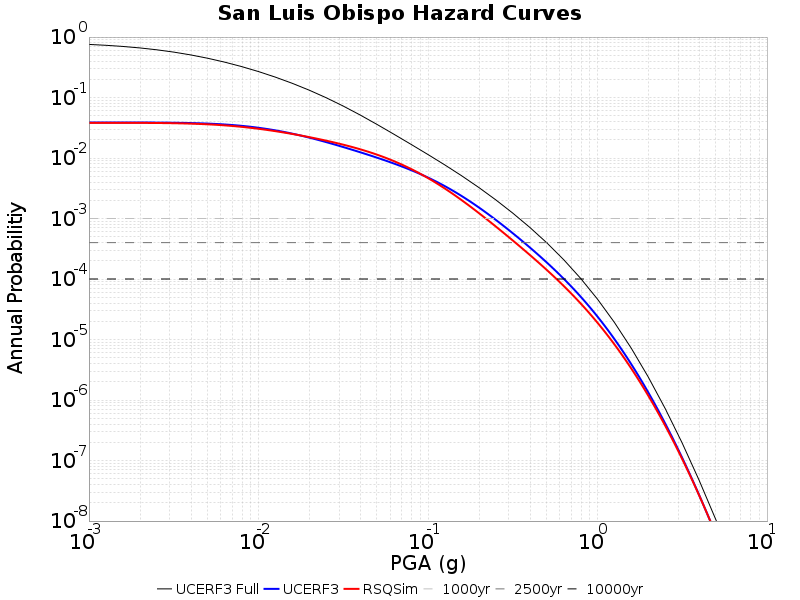 San Luis Obispo Hazard Curves
10^0
10^-1
10^-2
10^-3
10^-4
10^-5
10^-6
10^-7
10^-8
Annual Probabilitiy
10^-3 10^-2 10^-1 10^0 10^1
PGA (g)
UCERF3 Full UCERF3 RSQSim 1000yr 2500yr 10000yr